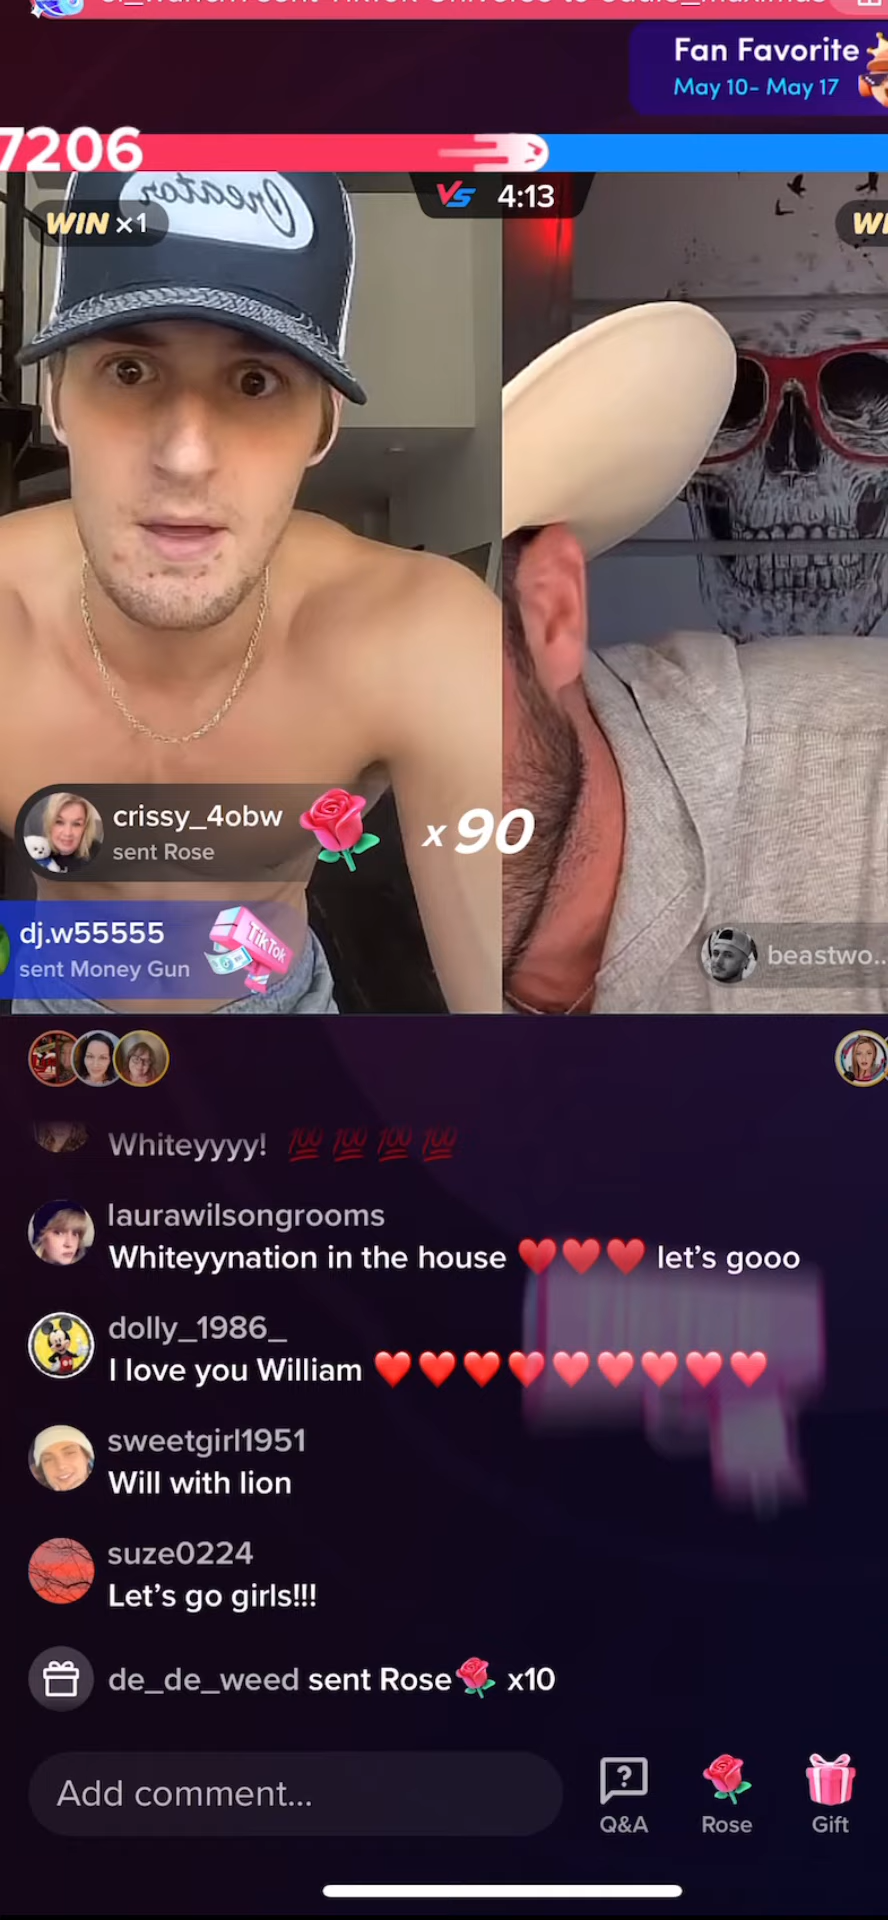 Fan Favorite
May 10- May 17
7206
Creator
WIN x1
VS 4:13
WI
crissy_4obw
sent Rose
x 90
dj.w55555
sent Money Gun
TikTok
beastwo..
Whiteyyyy! 💯 💯 💯 💯
laurawilsongrooms
Whiteyynation in the house ❤️❤️❤️ let's gooo
dolly_1986_
I love you William ❤️❤️❤️❤️❤️❤️❤️❤️❤️
sweetgirl1951
Will with lion
suze0224
Let's go girls!!!
de_de_weed sent Rose🌹 x10
Add comment...
Q&A
Rose
Gift